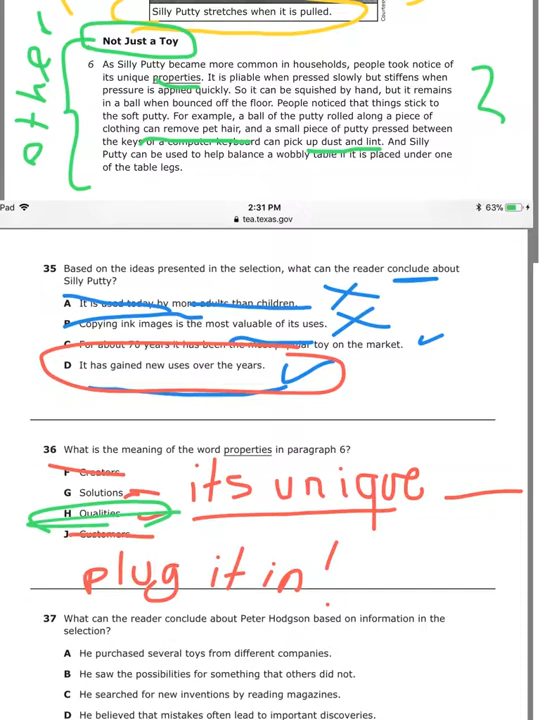 Silly Putty stretches when it is pulled.
Courtes
other
Not Just a Toy
6 As Silly Putty became more common in households, people took notice of
its unique properties. It is pliable when pressed slowly but stiffens when
pressure is applied quickly. So it can be squished by hand, but it remains
in a ball when bounced off the floor. People noticed that things stick to
the soft putty. For example, a ball of the putty rolled along a piece of
clothing can remove pet hair, and a small piece of putty pressed between
the keys of a computer keyboard can pick up dust and lint. And Silly
Putty can be used to help balance a wobbly table if it is placed under one
of the table legs.
Pad 2:31 PM 63%
tea.texas.gov
35 Based on the ideas presented in the selection, what can the reader conclude about
Silly Putty?
A It is used today by more adults than children.
B Copying ink images is the most valuable of its uses.
C For about 70 years it has been the most popular toy on the market.
D It has gained new uses over the years.
36 What is the meaning of the word properties in paragraph 6?
F Creators
G Solutions
H Qualities
J Customers
its unique
plug it in!
37 What can the reader conclude about Peter Hodgson based on information in the
selection?
A He purchased several toys from different companies.
B He saw the possibilities for something that others did not.
C He searched for new inventions by reading magazines.
D He believed that mistakes often lead to important discoveries.